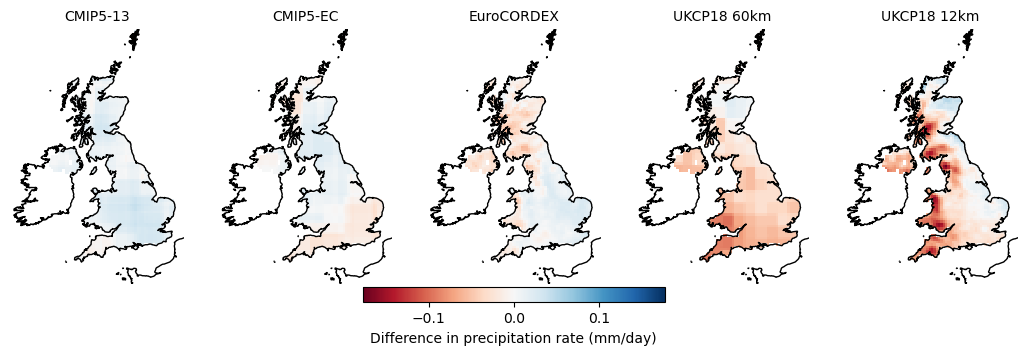 CMIP5-13 CMIP5-EC EuroCORDEX UKCP18 60km UKCP18 12km
−0.1 0.0 0.1
Difference in precipitation rate (mm/day)